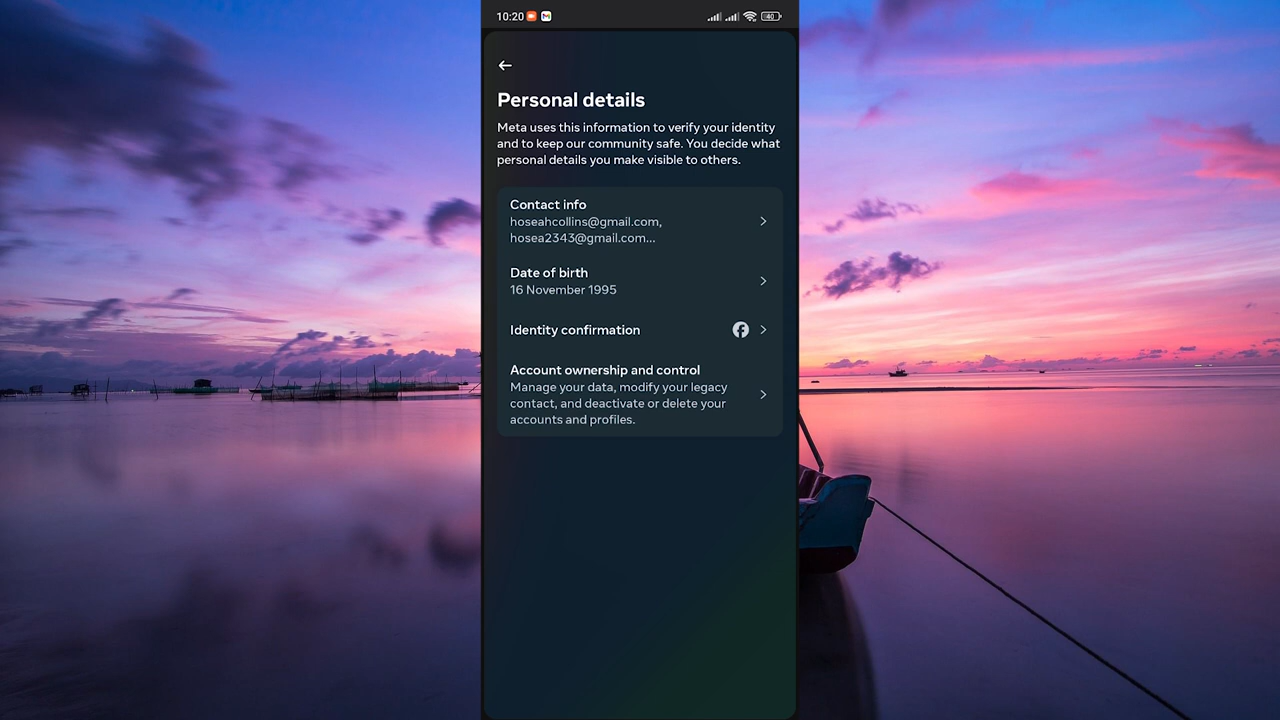 10:20
40
Personal details
Meta uses this information to verify your identity
and to keep our community safe. You decide what
personal details you make visible to others.
Contact info
hoseahcollins@gmail.com,
hosea2343@gmail.com...
Date of birth
16 November 1995
Identity confirmation
Account ownership and control
Manage your data, modify your legacy
contact, and deactivate or delete your
accounts and profiles.